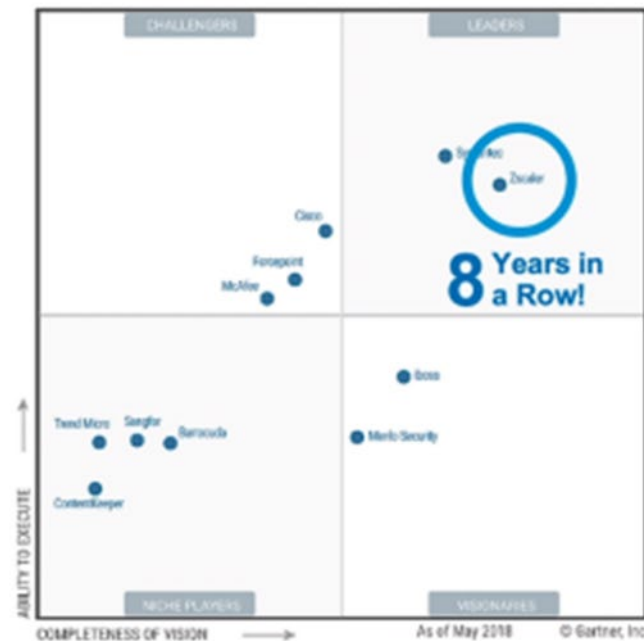 CHALLENGERS
LEADERS
Symantec
Zscaler
Cisco
8 Years in
a Row!
Forcepoint
McAfee
iboss
Trend Micro
Sangfor
Barracuda
Menlo Security
ContentKeeper
ABILITY TO EXECUTE
NICHE PLAYERS
VISIONARIES
COMPLETENESS OF VISION
As of May 2018
© Gartner, Inc